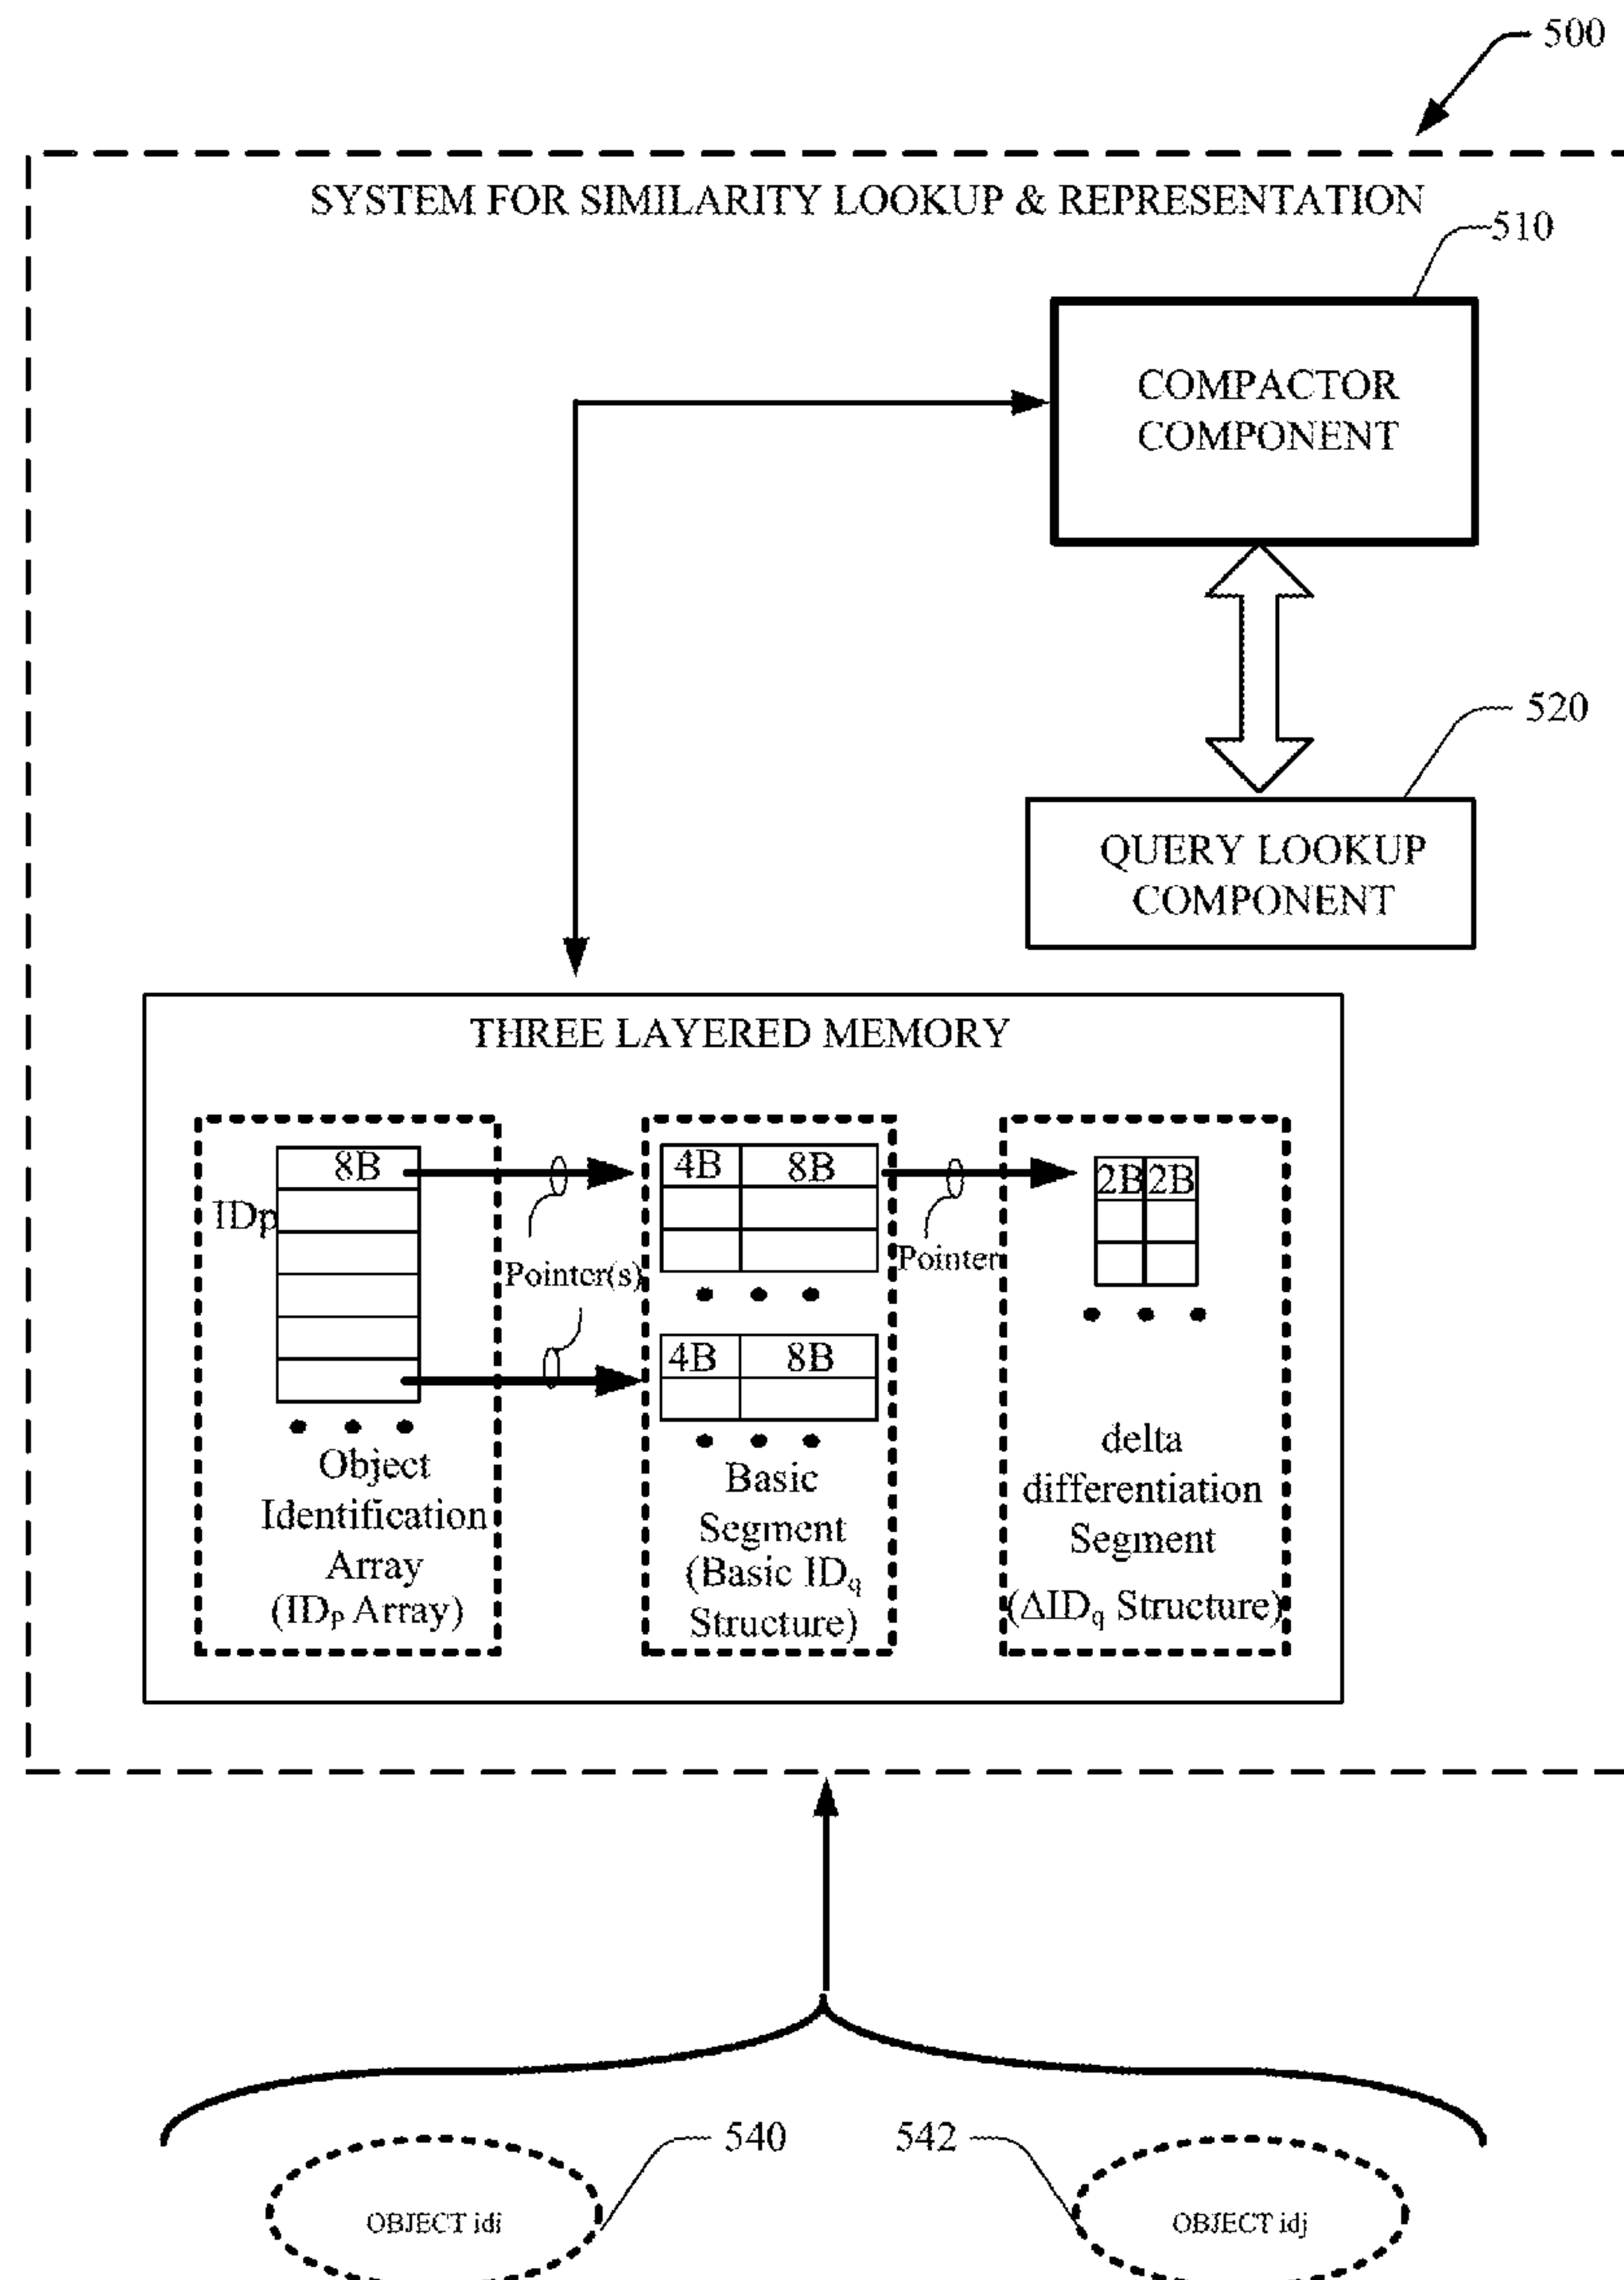 500
SYSTEM FOR SIMILARITY LOOKUP & REPRESENTATION
510
COMPACTOR
COMPONENT
520
QUERY LOOKUP
COMPONENT
THREE LAYERED MEMORY
8B
IDp
Pointer(s)
4B 8B
Pointer
2B 2B
4B 8B
Object
Identification
Array
(IDP Array)
Basic
Segment
(Basic IDq
Structure)
delta
differentiation
Segment
(ΔIDq Structure)
540
542
OBJECT idi
OBJECT idj